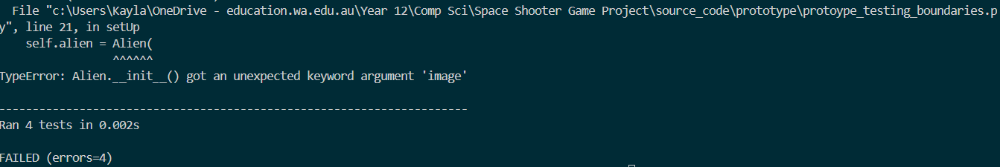 File "c:\Users\Kayla\OneDrive - education.wa.edu.au\Year 12\Comp Sci\Space Shooter Game Project\source_code\prototype\protoype_testing_boundaries.p
y", line 21, in setUp
self.alien = Alien(
^^^^^^
TypeError: Alien.__init__() got an unexpected keyword argument 'image'
----------------------------------------------------------------------
Ran 4 tests in 0.002s
FAILED (errors=4)